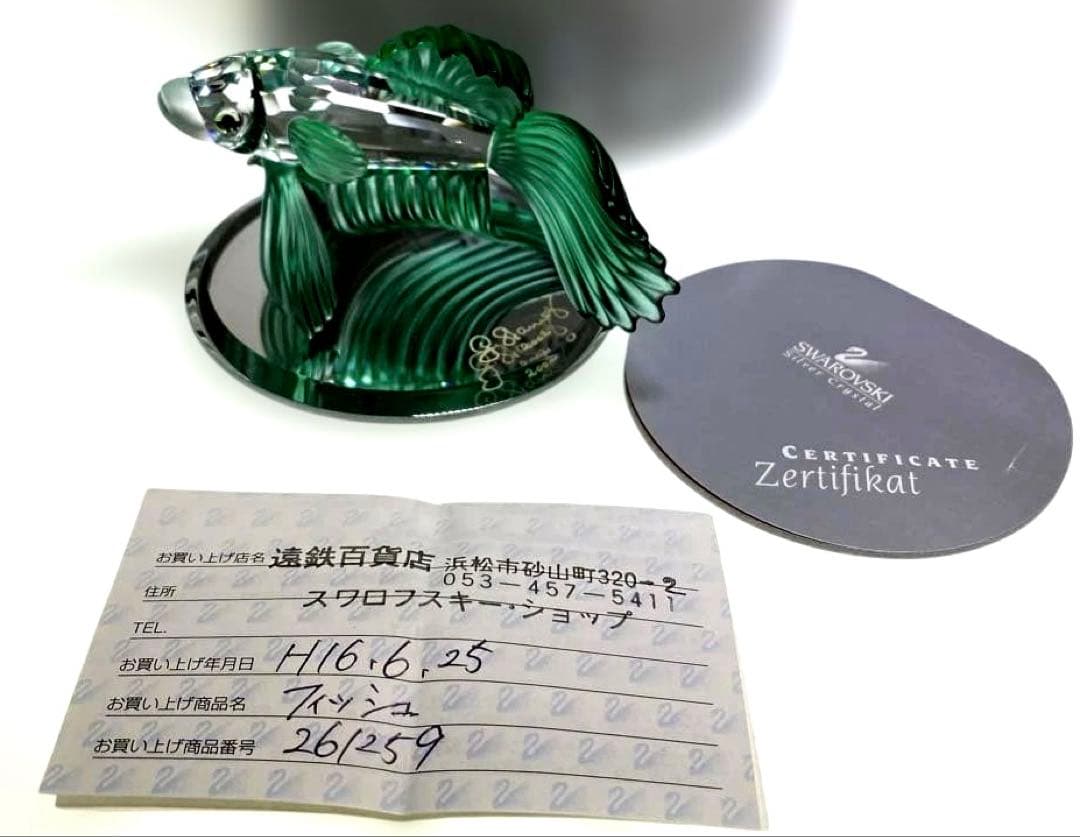 SWAROVSKI
Silver Crystal
CERTIFICATE
Zertifikat
お買い上げ店名 遠鉄百貨店 浜松市砂山町320-2
053-457-5411
住所
スワロフスキー・ショップ
TEL.
お買い上げ年月日 H16.6.25
お買い上げ商品名 フィッシュ
お買い上げ商品番号 261259